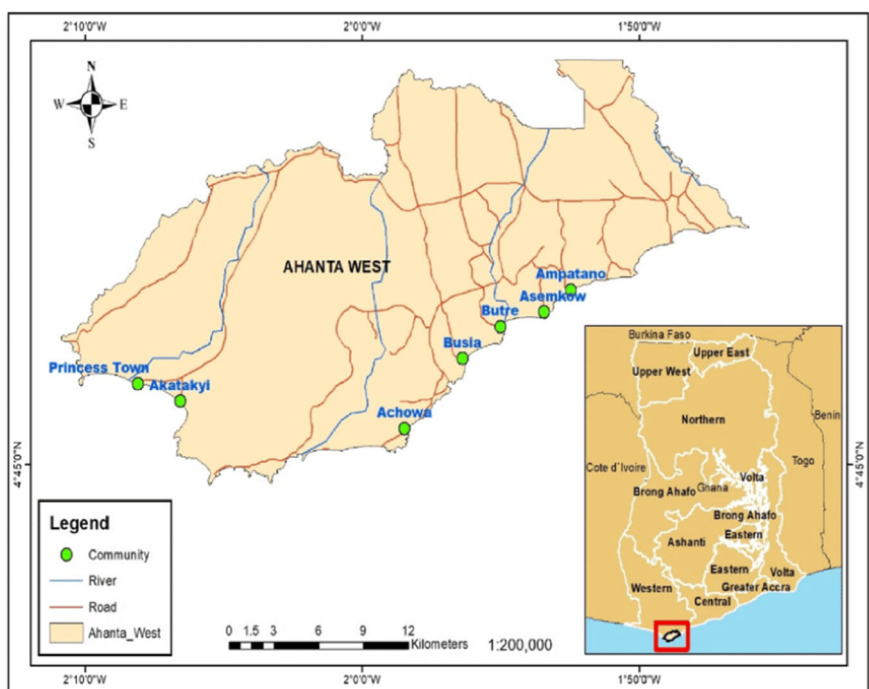 2°10'0"W
2°0'0"W
1°50'0"W
N
W
E
S
AHANTA WEST
Ampatano
Asemkow
Butre
Busia
Princess Town
Akatakyi
Achowa
4°45'0"N
4°45'0"N
Legend
Community
River
Road
Ahanta_West
0 1.5 3 6 9 12
Kilometers
1:200,000
Burkina Faso
Upper East
Upper West
Northern
Benin
Togo
Cote d'Ivoire
Volta
Brong Ahafo
Ghana
Brong Ahafo
Eastern
Ashanti
Eastern
Volta
Western
Greater Accra
Central
2°10'0"W
2°0'0"W
1°50'0"W